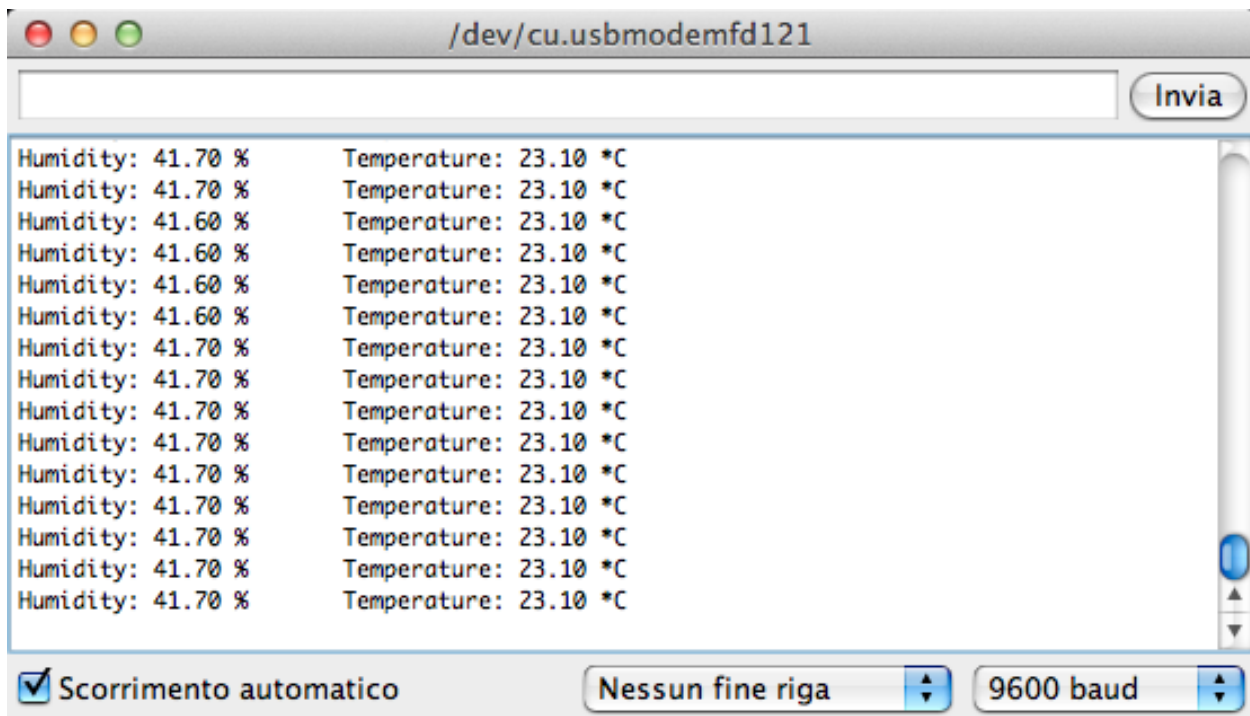 /dev/cu.usbmodemfd121
Invia
Humidity: 41.70 % Temperature: 23.10 *C
Humidity: 41.70 % Temperature: 23.10 *C
Humidity: 41.60 % Temperature: 23.10 *C
Humidity: 41.60 % Temperature: 23.10 *C
Humidity: 41.60 % Temperature: 23.10 *C
Humidity: 41.60 % Temperature: 23.10 *C
Humidity: 41.70 % Temperature: 23.10 *C
Humidity: 41.70 % Temperature: 23.10 *C
Humidity: 41.70 % Temperature: 23.10 *C
Humidity: 41.70 % Temperature: 23.10 *C
Humidity: 41.70 % Temperature: 23.10 *C
Humidity: 41.70 % Temperature: 23.10 *C
Humidity: 41.70 % Temperature: 23.10 *C
Humidity: 41.70 % Temperature: 23.10 *C
Humidity: 41.70 % Temperature: 23.10 *C
Scorrimento automatico Nessun fine riga 9600 baud